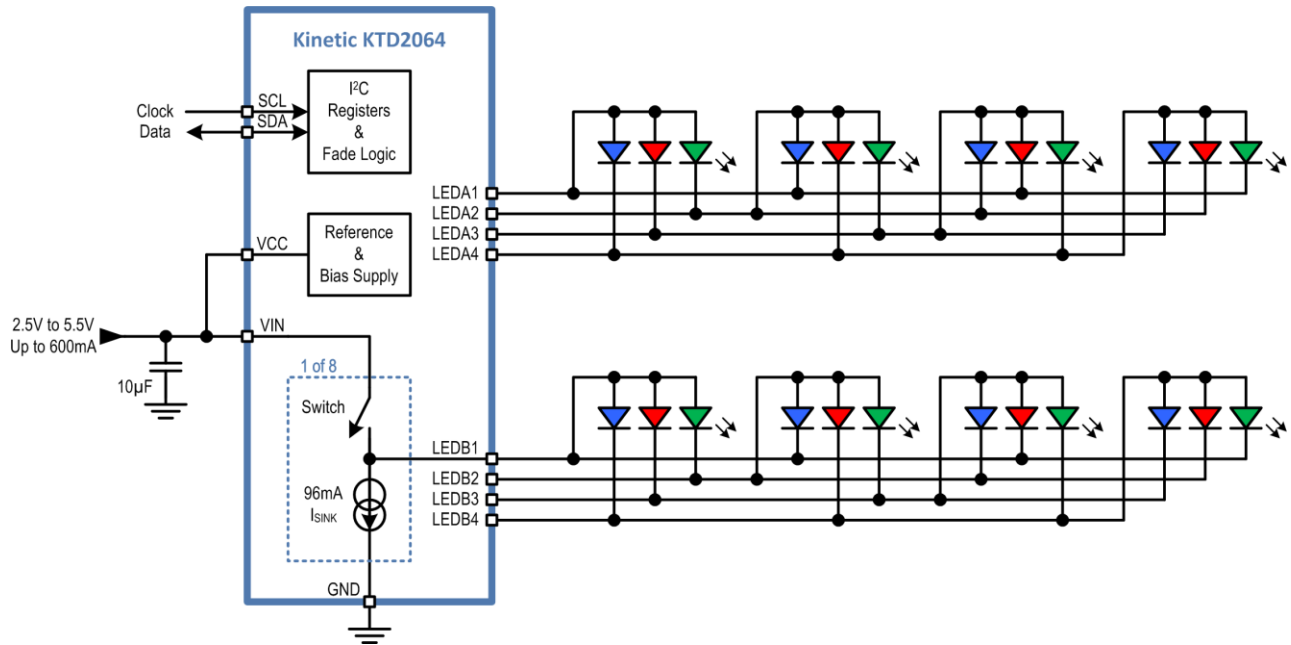 Kinetic KTD2064
Clock
Data
SCL
SDA
I²C
Registers
&
Fade Logic
LEDA1
LEDA2
LEDA3
LEDA4
VCC
Reference
&
Bias Supply
2.5V to 5.5V
Up to 600mA
VIN
10µF
1 of 8
Switch
96mA
ISINK
LEDB1
LEDB2
LEDB3
LEDB4
GND